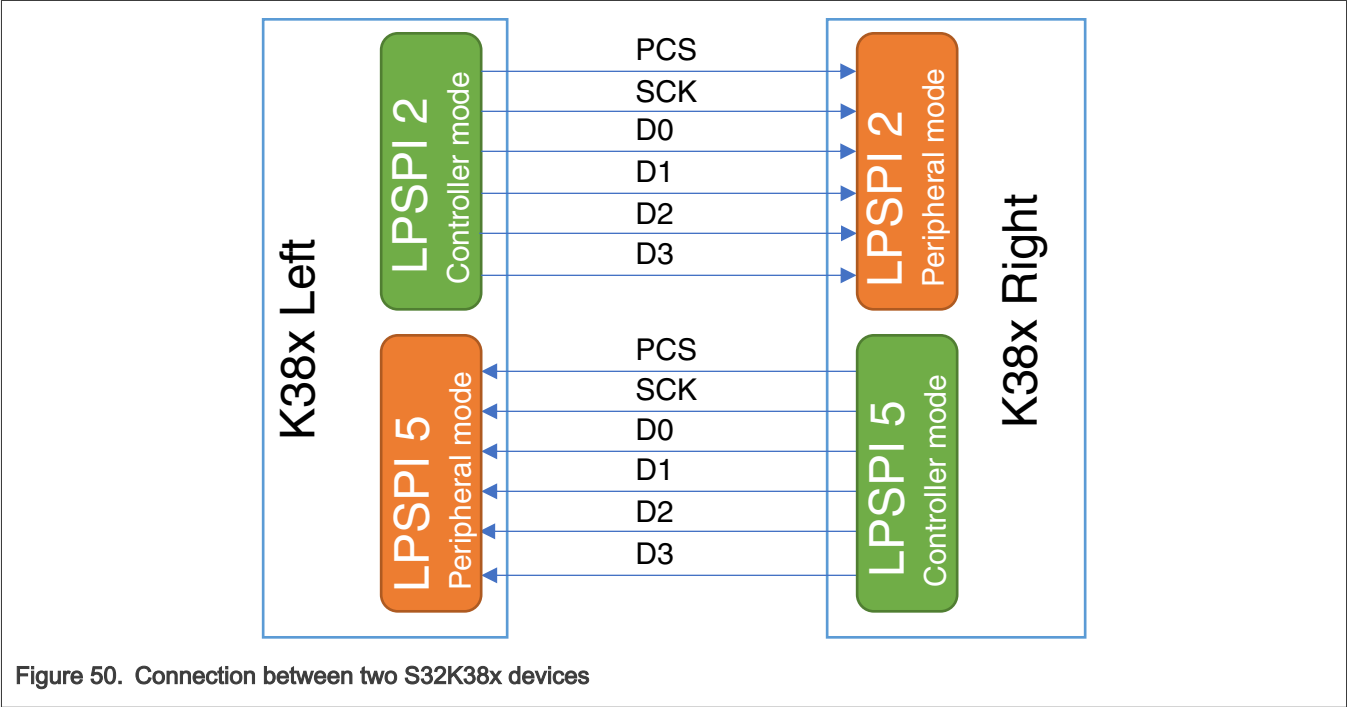 K38x Left
LPSPI 2
Controller mode
PCS
SCK
D0
D1
D2
D3
LPSPI 2
Peripheral mode
K38x Right
LPSPI 5
Peripheral mode
PCS
SCK
D0
D1
D2
D3
LPSPI 5
Controller mode
Figure 50. Connection between two S32K38x devices